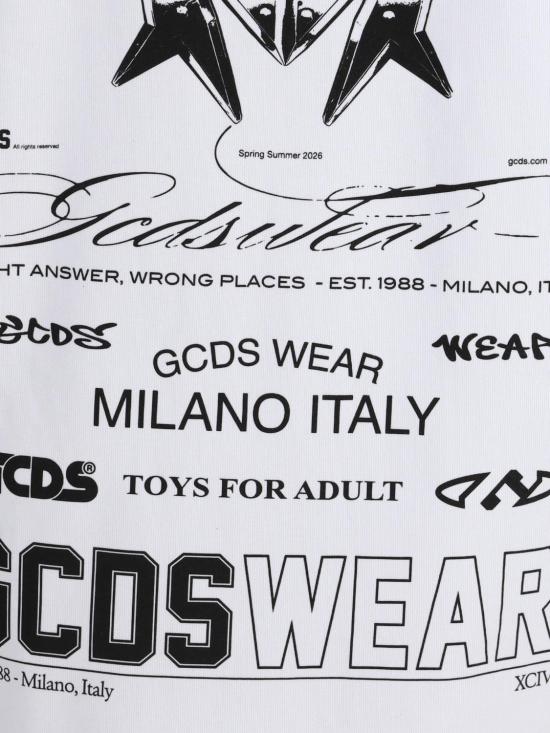 S All rights reserved
Spring Summer 2026
gcds.com
Gcdswear
HT ANSWER, WRONG PLACES - EST. 1988 - MILANO, IT
GCDS
WEAR
GCDS WEAR
MILANO ITALY
GCDS®
TOYS FOR ADULT
GCDSWEAR
88 - Milano, Italy
XCIV